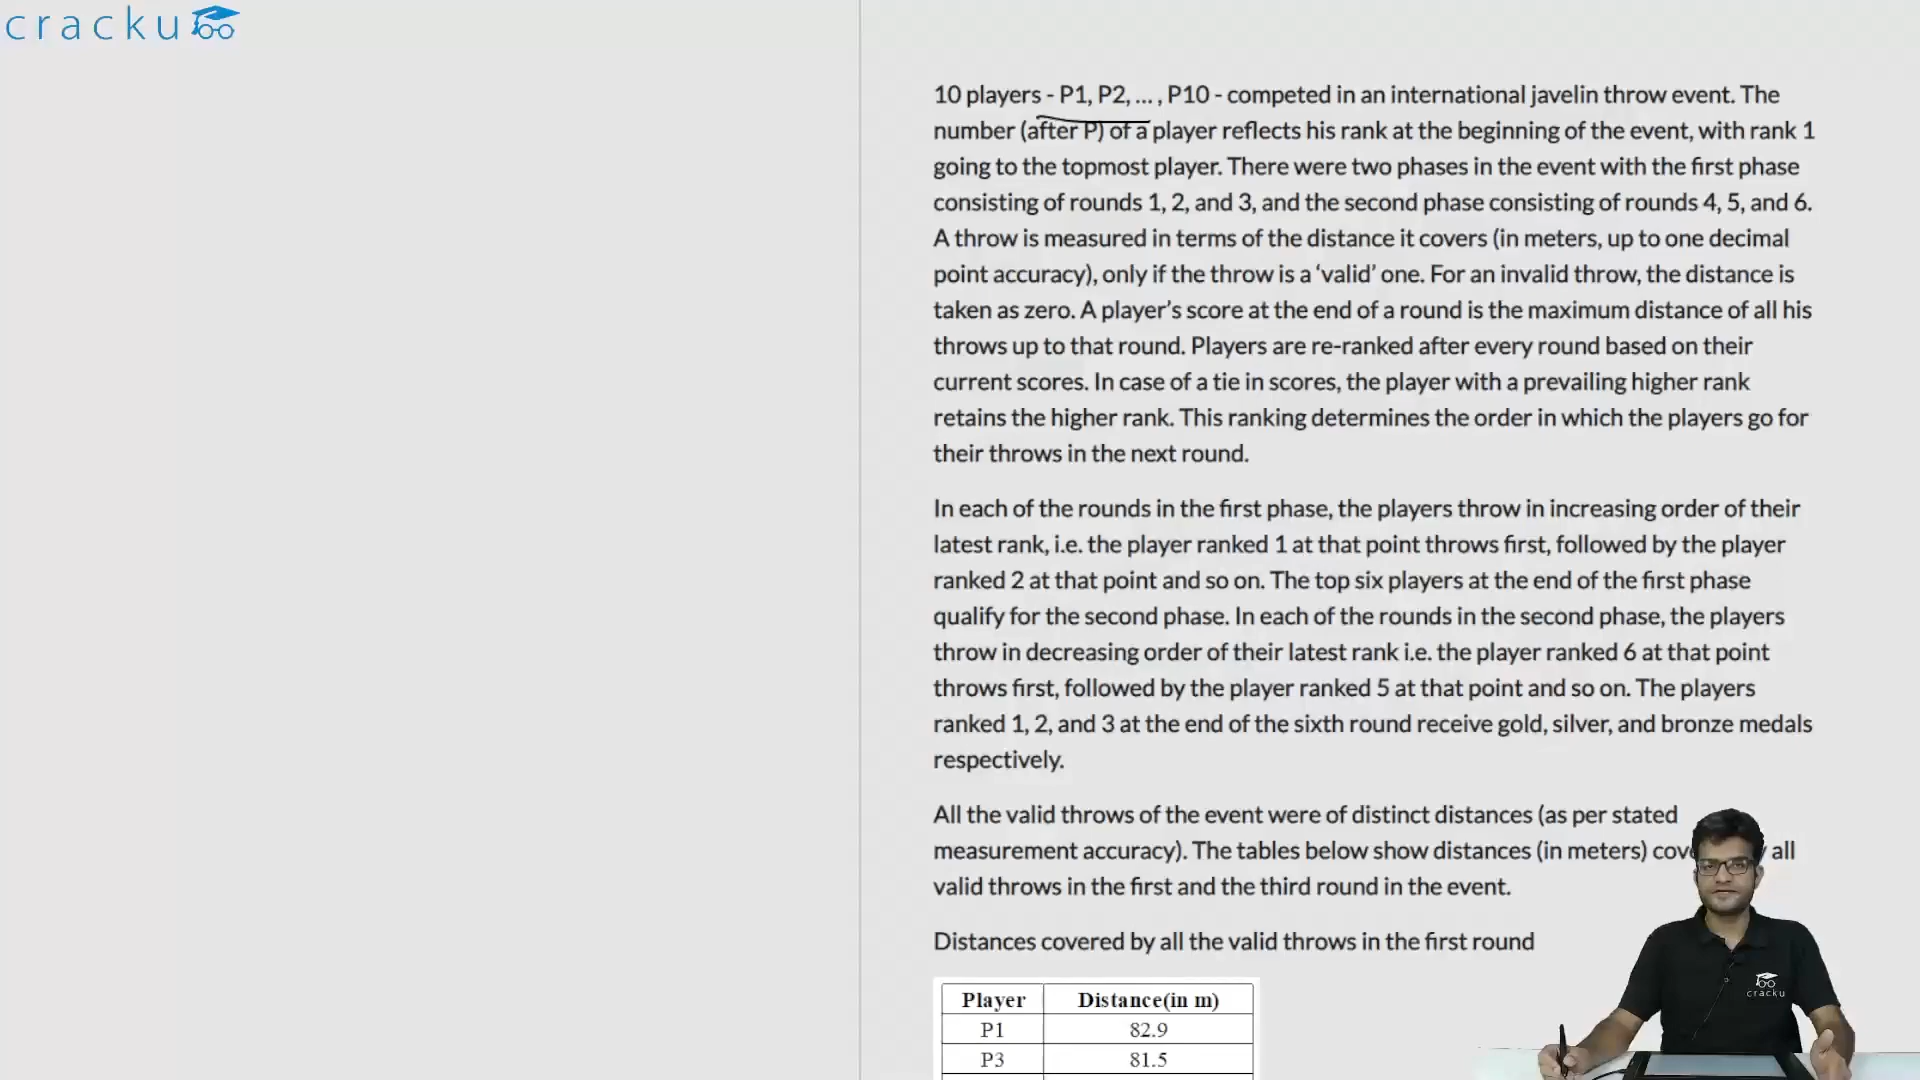 cracku
10 players - P1, P2, ... , P10 - competed in an international javelin throw event. The
number (after P) of a player reflects his rank at the beginning of the event, with rank 1
going to the topmost player. There were two phases in the event with the first phase
consisting of rounds 1, 2, and 3, and the second phase consisting of rounds 4, 5, and 6.
A throw is measured in terms of the distance it covers (in meters, up to one decimal
point accuracy), only if the throw is a ‘valid’ one. For an invalid throw, the distance is
taken as zero. A player’s score at the end of a round is the maximum distance of all his
throws up to that round. Players are re-ranked after every round based on their
current scores. In case of a tie in scores, the player with a prevailing higher rank
retains the higher rank. This ranking determines the order in which the players go for
their throws in the next round.
In each of the rounds in the first phase, the players throw in increasing order of their
latest rank, i.e. the player ranked 1 at that point throws first, followed by the player
ranked 2 at that point and so on. The top six players at the end of the first phase
qualify for the second phase. In each of the rounds in the second phase, the players
throw in decreasing order of their latest rank i.e. the player ranked 6 at that point
throws first, followed by the player ranked 5 at that point and so on. The players
ranked 1, 2, and 3 at the end of the sixth round receive gold, silver, and bronze medals
respectively.
All the valid throws of the event were of distinct distances (as per stated
measurement accuracy). The tables below show distances (in meters) all
valid throws in the first and the third round in the event.
Distances covered by all the valid throws in the first round
Player Distance(in m)
P1 82.9
P3 81.5
cracku